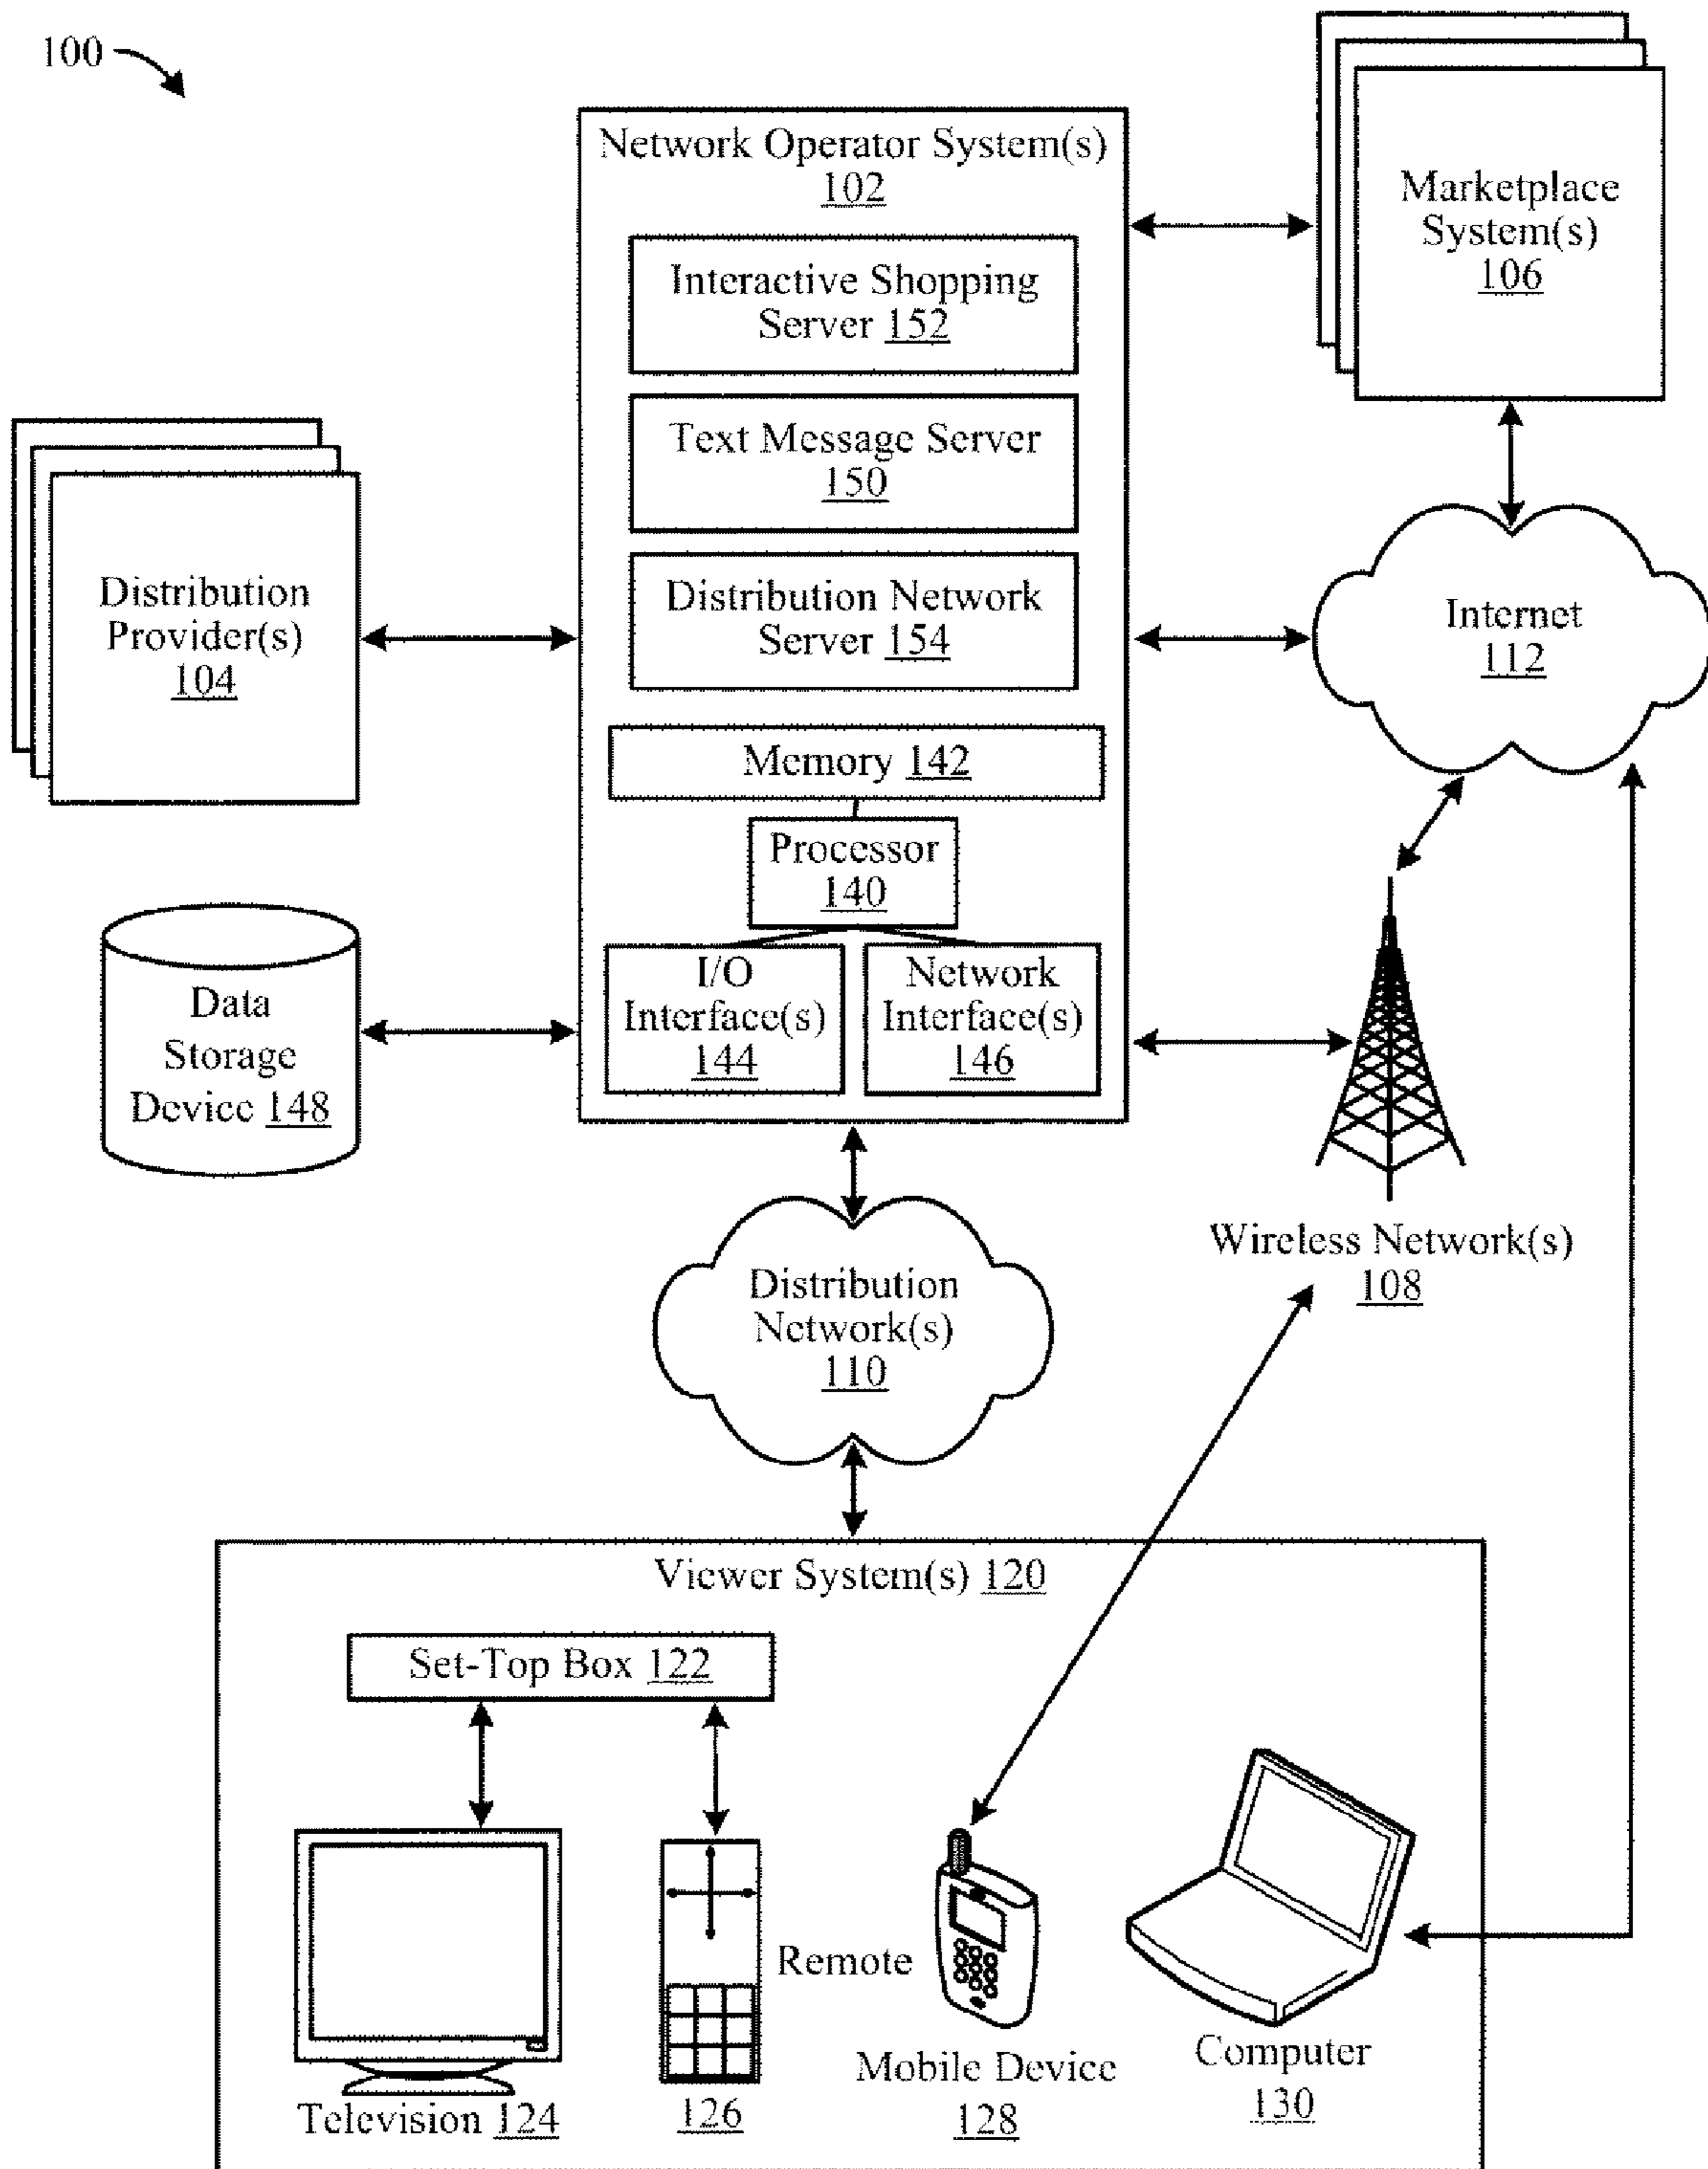 100
Network Operator System(s)
102
Interactive Shopping
Server 152
Text Message Server
150
Distribution Network
Server 154
Memory 142
Processor
140
I/O
Interface(s)
144
Network
Interface(s)
146
Marketplace
System(s)
106
Distribution
Provider(s)
104
Internet
112
Data
Storage
Device 148
Wireless Network(s)
108
Distribution
Network(s)
110
Viewer System(s) 120
Set-Top Box 122
Television 124
Remote
126
Mobile Device
128
Computer
130